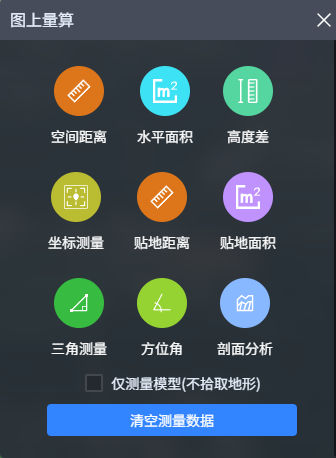 图上量算
空间距离 水平面积 高度差
坐标测量 贴地距离 贴地面积
三角测量 方位角 剖面分析
仅测量模型(不拾取地形)
清空测量数据